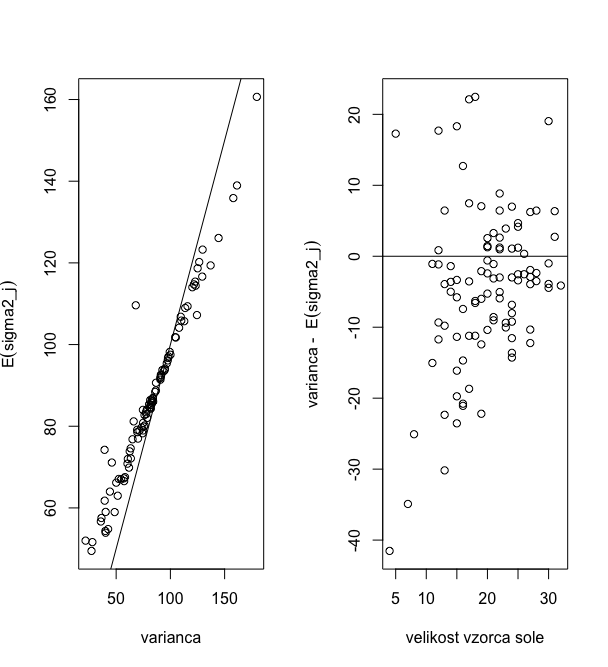 E(sigma2_j)
60 80 100 120 140 160
50 100 150
varianca
varianca - E(sigma2_j)
-40 -30 -20 -10 0 10 20
5 10 20 30
velikost vzorca sole